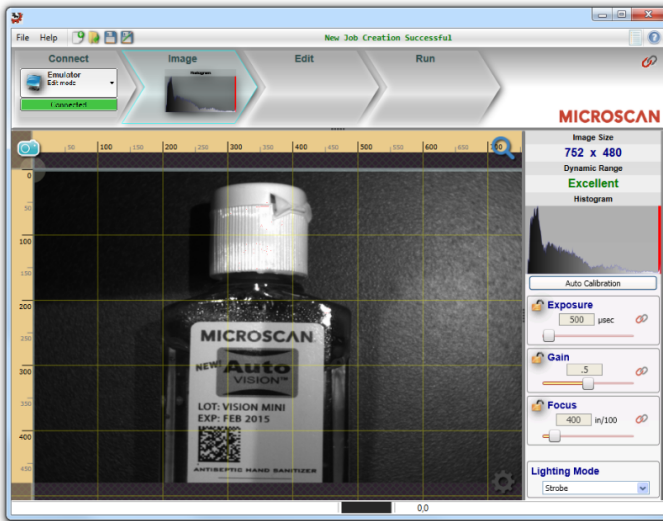 File Help
New Job Creation Successful
Connect
Image
Edit
Run
Emulator
Edit mode
Connected
Histogram
MICROSCAN
50 100 150 200 250 300 350 400 450 500 550 600 650 700
0
50
100
150
200
250
300
350
400
450
MICROSCAN
NEW!
Auto
VISION™
LOT: VISION MINI
EXP: FEB 2015
ANTISEPTIC HAND SANITIZER
Image Size
752 x 480
Dynamic Range
Excellent
Histogram
Auto Calibration
Exposure
500 µsec
Gain
.5
Focus
400 in/100
Lighting Mode
Strobe
0,0